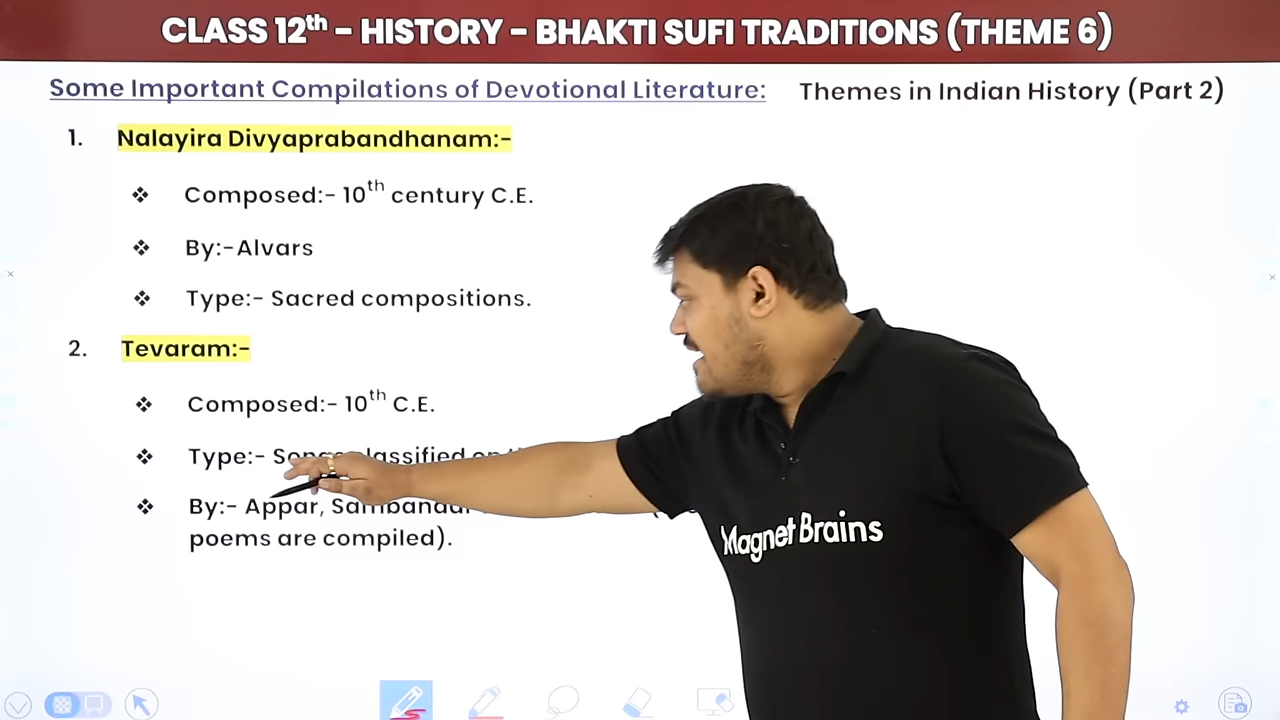 CLASS 12th - HISTORY - BHAKTI SUFI TRADITIONS (THEME 6)
Some Important Compilations of Devotional Literature: Themes in Indian History (Part 2)
1. Nalayira Divyaprabandhanam:-
❖ Composed:- 10th century C.E.
❖ By:-Alvars
❖ Type:- Sacred compositions.
2. Tevaram:-
❖ Composed:- 10th C.E.
❖ Type:-
❖ By:- Appar,
poems are compiled).
Magnet Brains